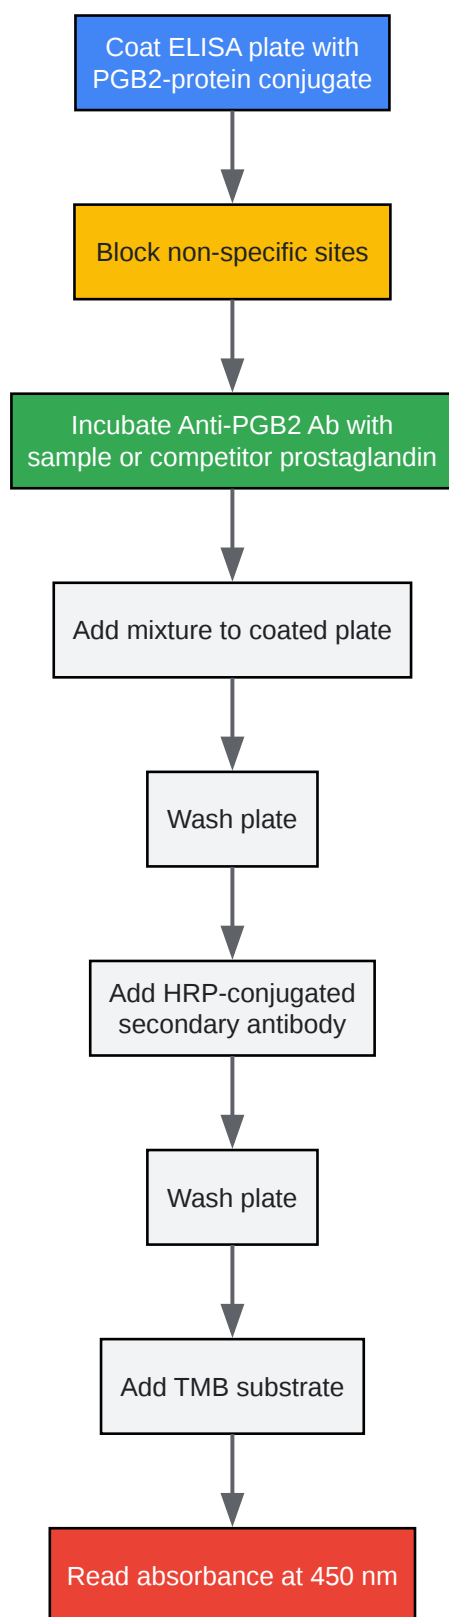 Coat ELISA plate with
PGB2-protein conjugate
Block non-specific sites
Incubate Anti-PGB2 Ab with
sample or competitor prostaglandin
Add mixture to coated plate
Wash plate
Add HRP-conjugated
secondary antibody
Wash plate
Add TMB substrate
Read absorbance at 450 nm